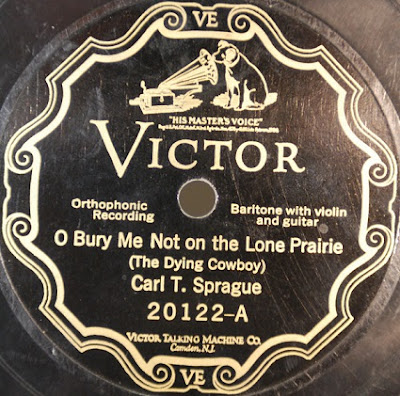 VE
"HIS MASTER'S VOICE"
VICTOR
Orthophonic
Recording
Baritone with violin
and guitar
O Bury Me Not on the Lone Prairie
(The Dying Cowboy)
Carl T. Sprague
20122-A
VICTOR TALKING MACHINE CO.
Camden, N.J.
VE